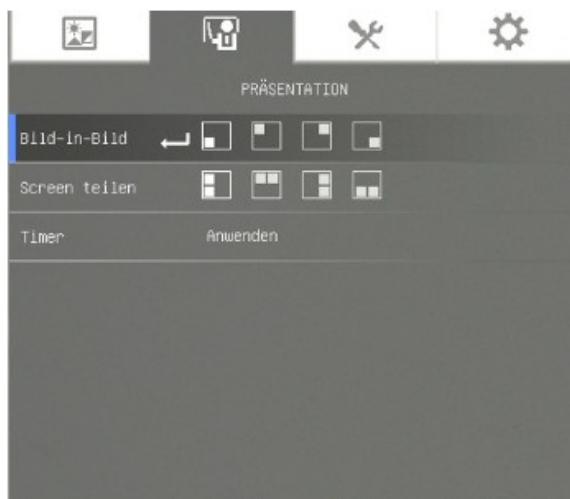 PRÄSENTATION
Bild-in-Bild
Screen teilen
Timer Anwenden